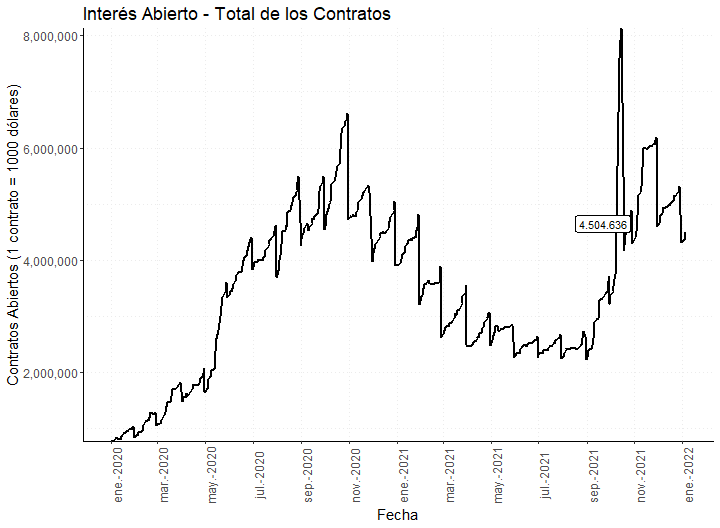 Interés Abierto - Total de los Contratos
Contratos Abiertos (1 contrato = 1000 dólares)
8,000,000
6,000,000
4,000,000
2,000,000
4.504.636
ene.-2020
mar.-2020
may.-2020
jul.-2020
sep.-2020
nov.-2020
ene.-2021
mar.-2021
may.-2021
jul.-2021
sep.-2021
nov.-2021
ene.-2022
Fecha